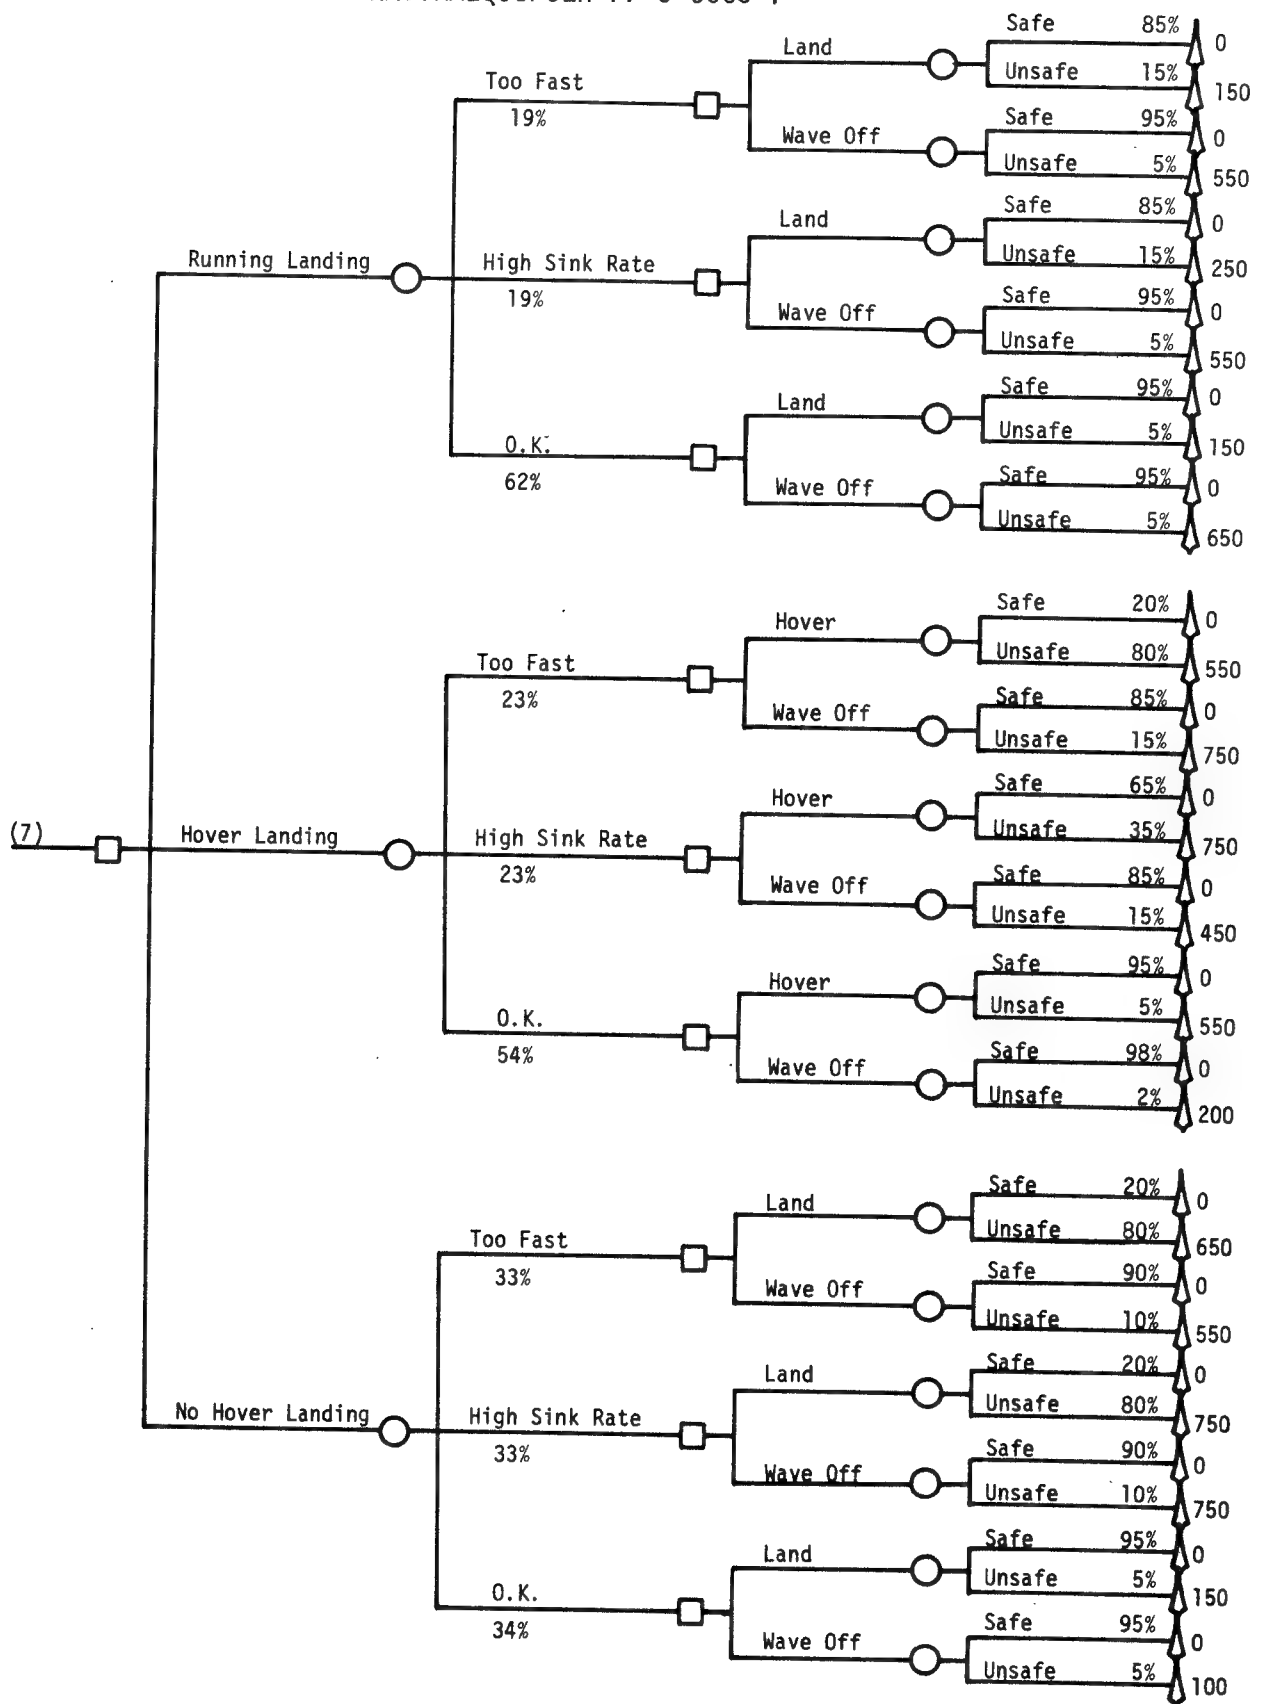 Safe 85% 0
Land
Unsafe 15% 150
Too Fast
19%
Safe 95% 0
Wave Off
Unsafe 5% 550
Safe 85% 0
Land
Unsafe 15% 250
Running Landing
High Sink Rate
19%
Safe 95% 0
Wave Off
Unsafe 5% 550
Safe 95% 0
Land
Unsafe 5% 150
O.K.
62%
Safe 95% 0
Wave Off
Unsafe 5% 650
Safe 20% 0
Hover
Unsafe 80% 550
Too Fast
23%
Safe 85% 0
Wave Off
Unsafe 15% 750
Safe 65% 0
Hover
Unsafe 35% 750
(7)
Hover Landing
High Sink Rate
23%
Safe 85% 0
Wave Off
Unsafe 15% 450
Safe 95% 0
Hover
Unsafe 5% 550
O.K.
54%
Safe 98% 0
Wave Off
Unsafe 2% 200
Safe 20% 0
Land
Unsafe 80% 650
Too Fast
33%
Safe 90% 0
Wave Off
Unsafe 10% 550
Safe 20% 0
Land
Unsafe 80% 750
No Hover Landing
High Sink Rate
33%
Safe 90% 0
Wave Off
Unsafe 10% 750
Safe 95% 0
Land
Unsafe 5% 150
O.K.
34%
Safe 95% 0
Wave Off
Unsafe 5% 100